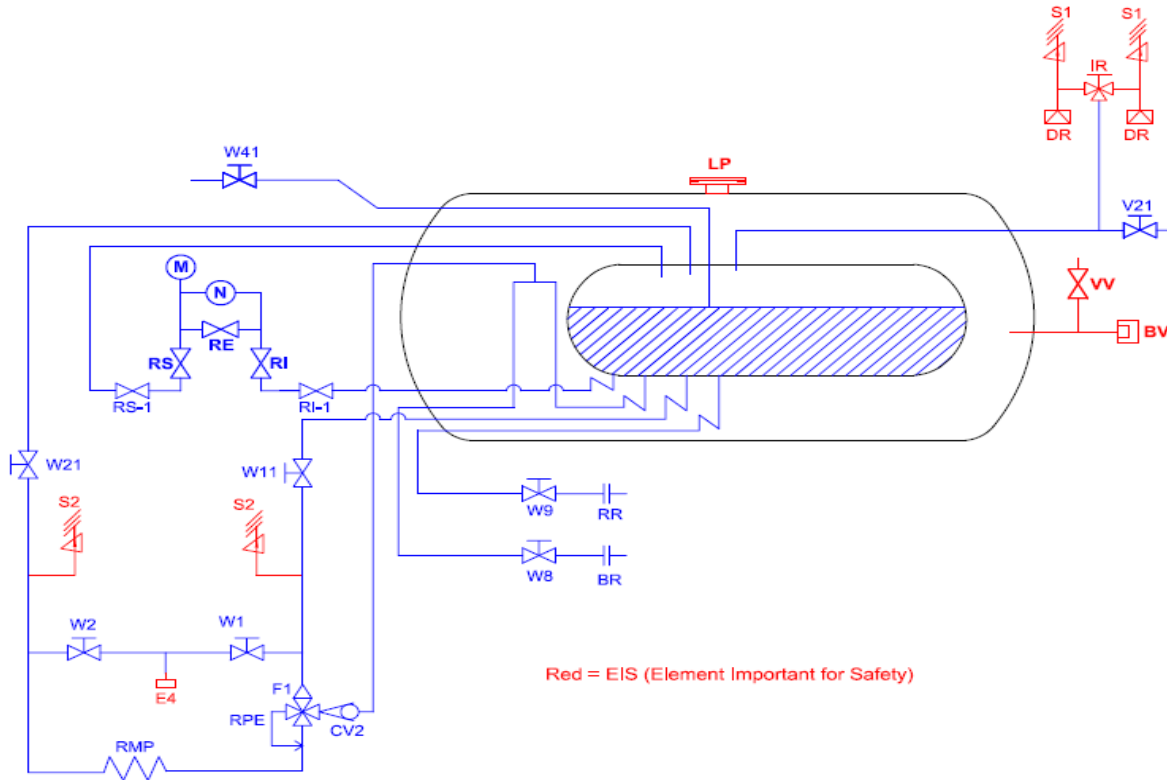 S1
S1
IR
DR
DR
W41
LP
V21
M
N
VV
RE
BV
RS
RI
RS-1
RI-1
W21
W11
S2
S2
W9
RR
W8
BR
W2
W1
E4
F1
RPE
CV2
RMP
Red = EIS (Element Important for Safety)